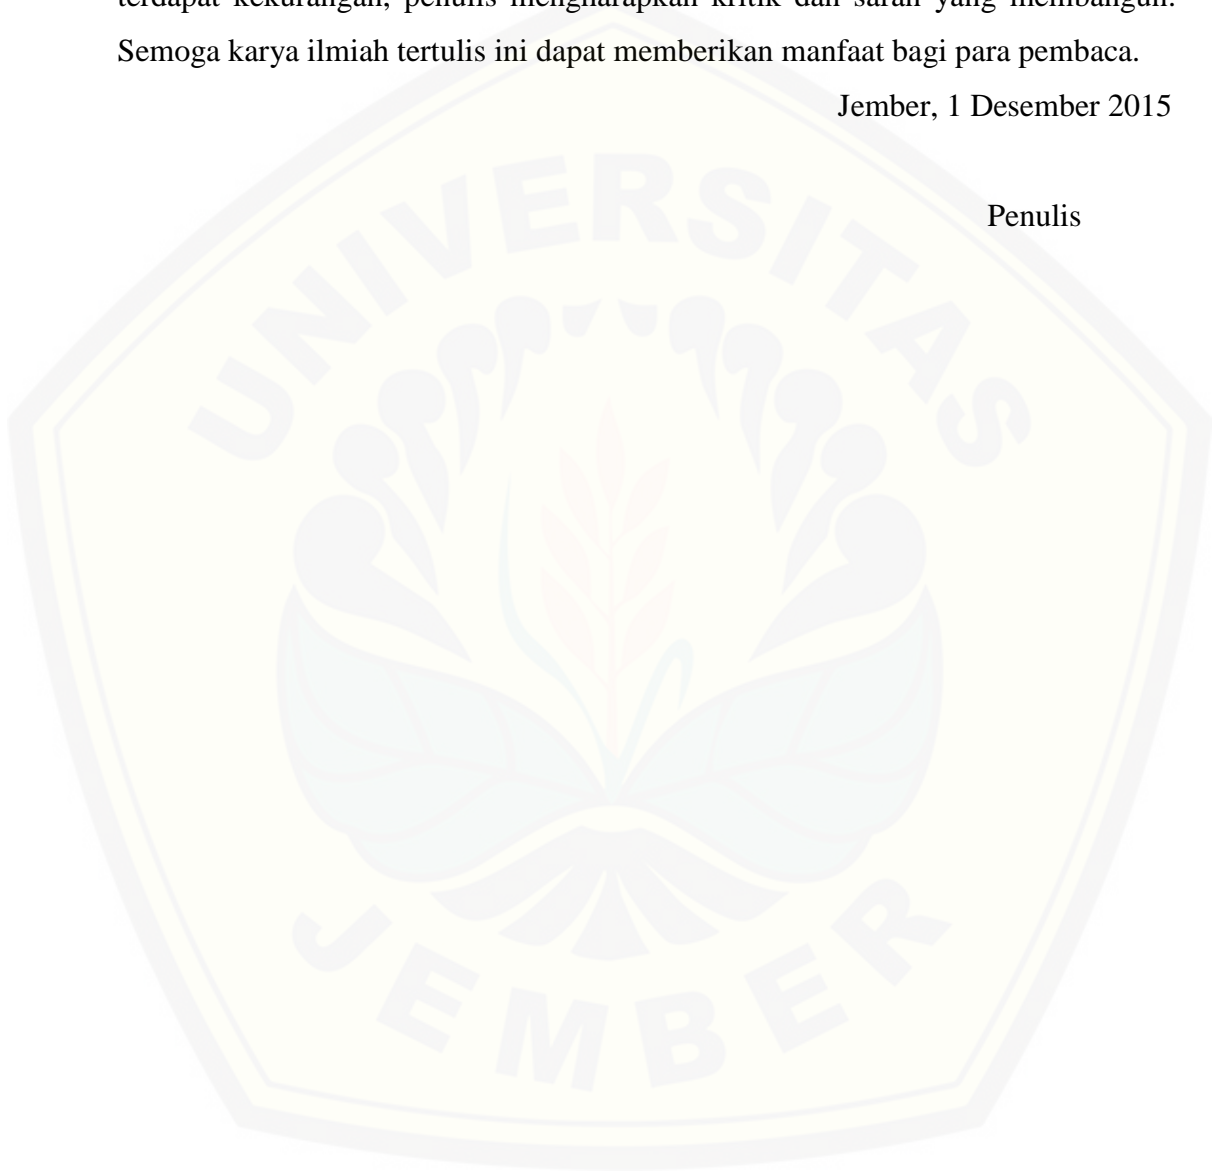 terdapat kekurangan, penulis mengharapkan kritik dan saran yang membangun.
Semoga karya ilmiah tertulis ini dapat memberikan manfaat bagi para pembaca.
Jember, 1 Desember 2015
Penulis
UNIVERSITAS
JEMBER